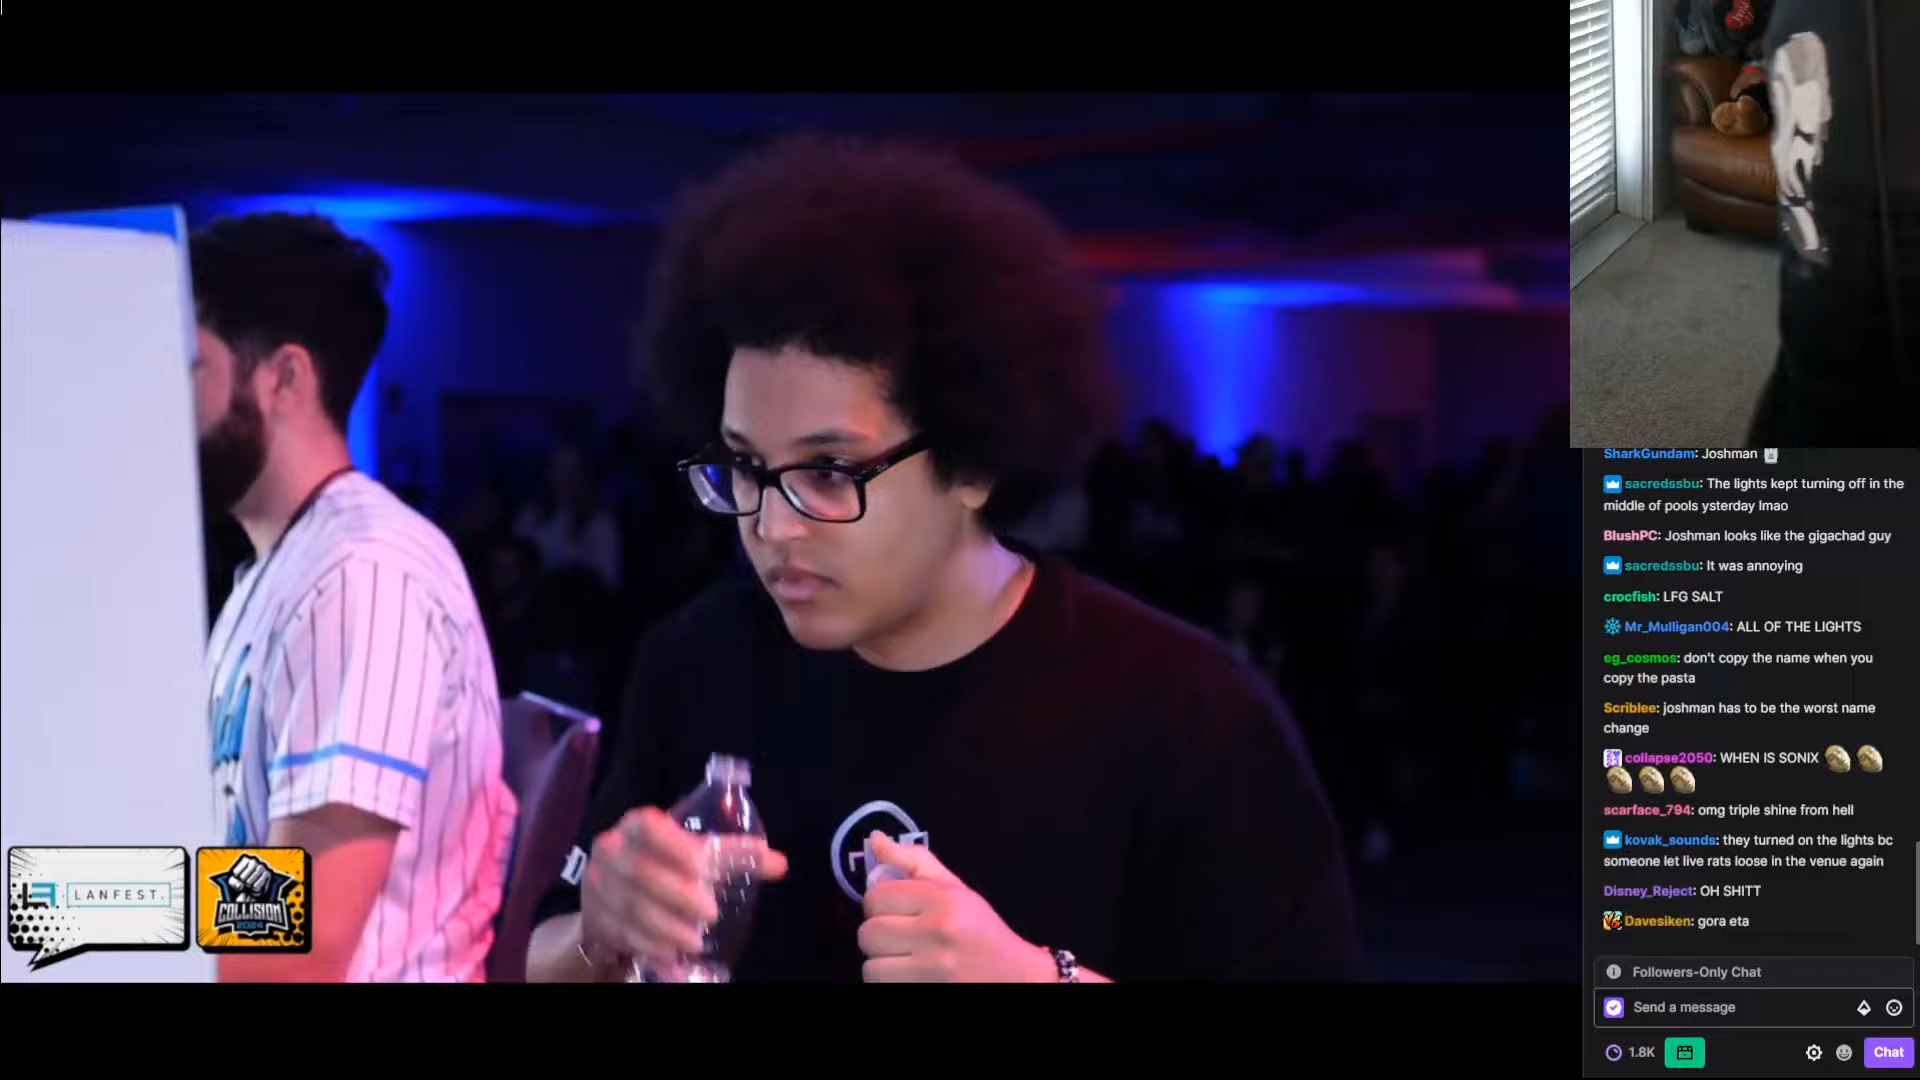 LANFEST.
COLLISION
2024
SharkGundam: Joshman
sacredssbu: The lights kept turning off in the
middle of pools ysterday lmao
BlushPC: Joshman looks like the gigachad guy
sacredssbu: It was annoying
crocfish: LFG SALT
Mr_Mulligan004: ALL OF THE LIGHTS
eg_cosmos: don't copy the name when you
copy the pasta
Scriblee: joshman has to be the worst name
change
collapse2050: WHEN IS SONIX
scarface_794: omg triple shine from hell
kovak_sounds: they turned on the lights bc
someone let live rats loose in the venue again
Disney_Reject: OH SHITT
Davesiken: gora eta
Followers-Only Chat
Send a message
1.8K
Chat